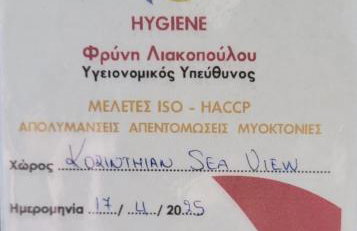 HYGIENE
Φρύνη Λιακοπούλου
Υγειονομικός Υπεύθυνος
ΜΕΛΕΤΕΣ ISO - HACCP
ΑΠΟΛΥΜΑΝΣΕΙΣ ΑΠΕΝΤΟΜΩΣΕΙΣ ΜΥΟΚΤΟΝΙΕΣ
Χώρος KORINTHIAN SEA VIEW
Ημερομηνία 17/4/2025